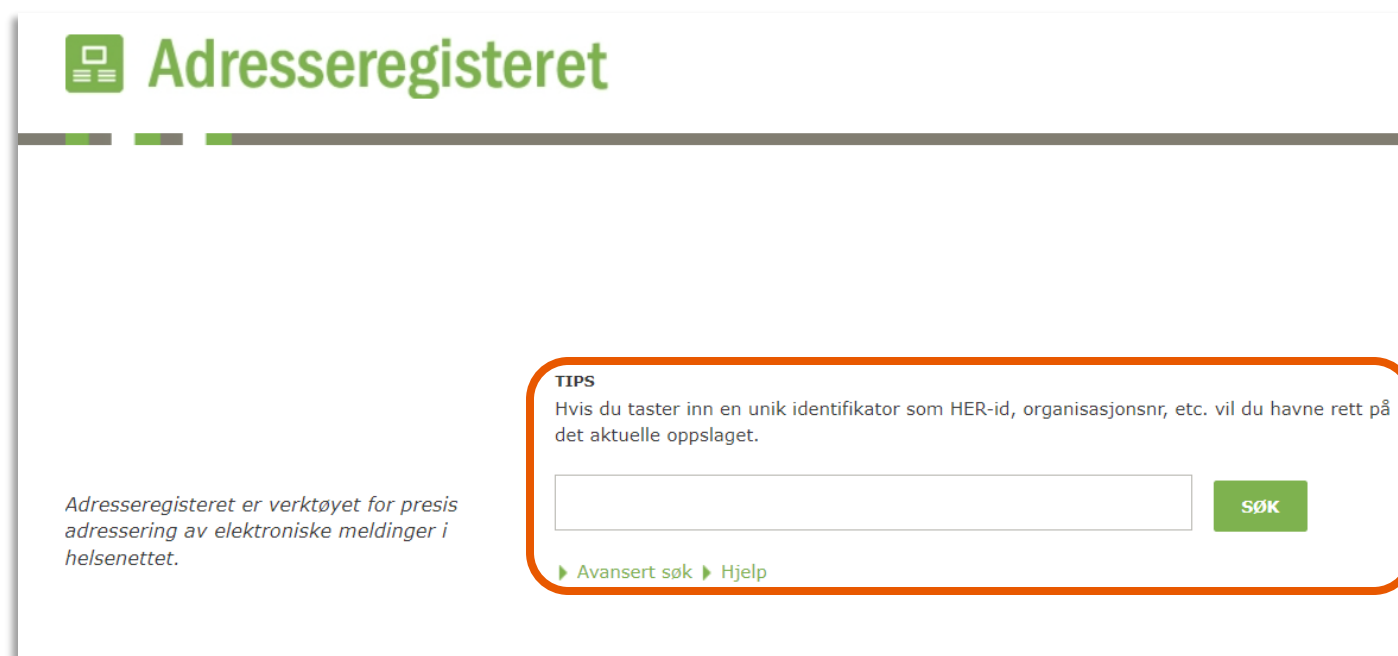 Adresseregisteret
TIPS
Hvis du taster inn en unik identifikator som HER-id, organisasjonsnr, etc. vil du havne rett på
det aktuelle oppslaget.
Adresseregisteret er verktøyet for presis
adressering av elektroniske meldinger i
helsenettet.
SØK
Avansert søk Hjelp